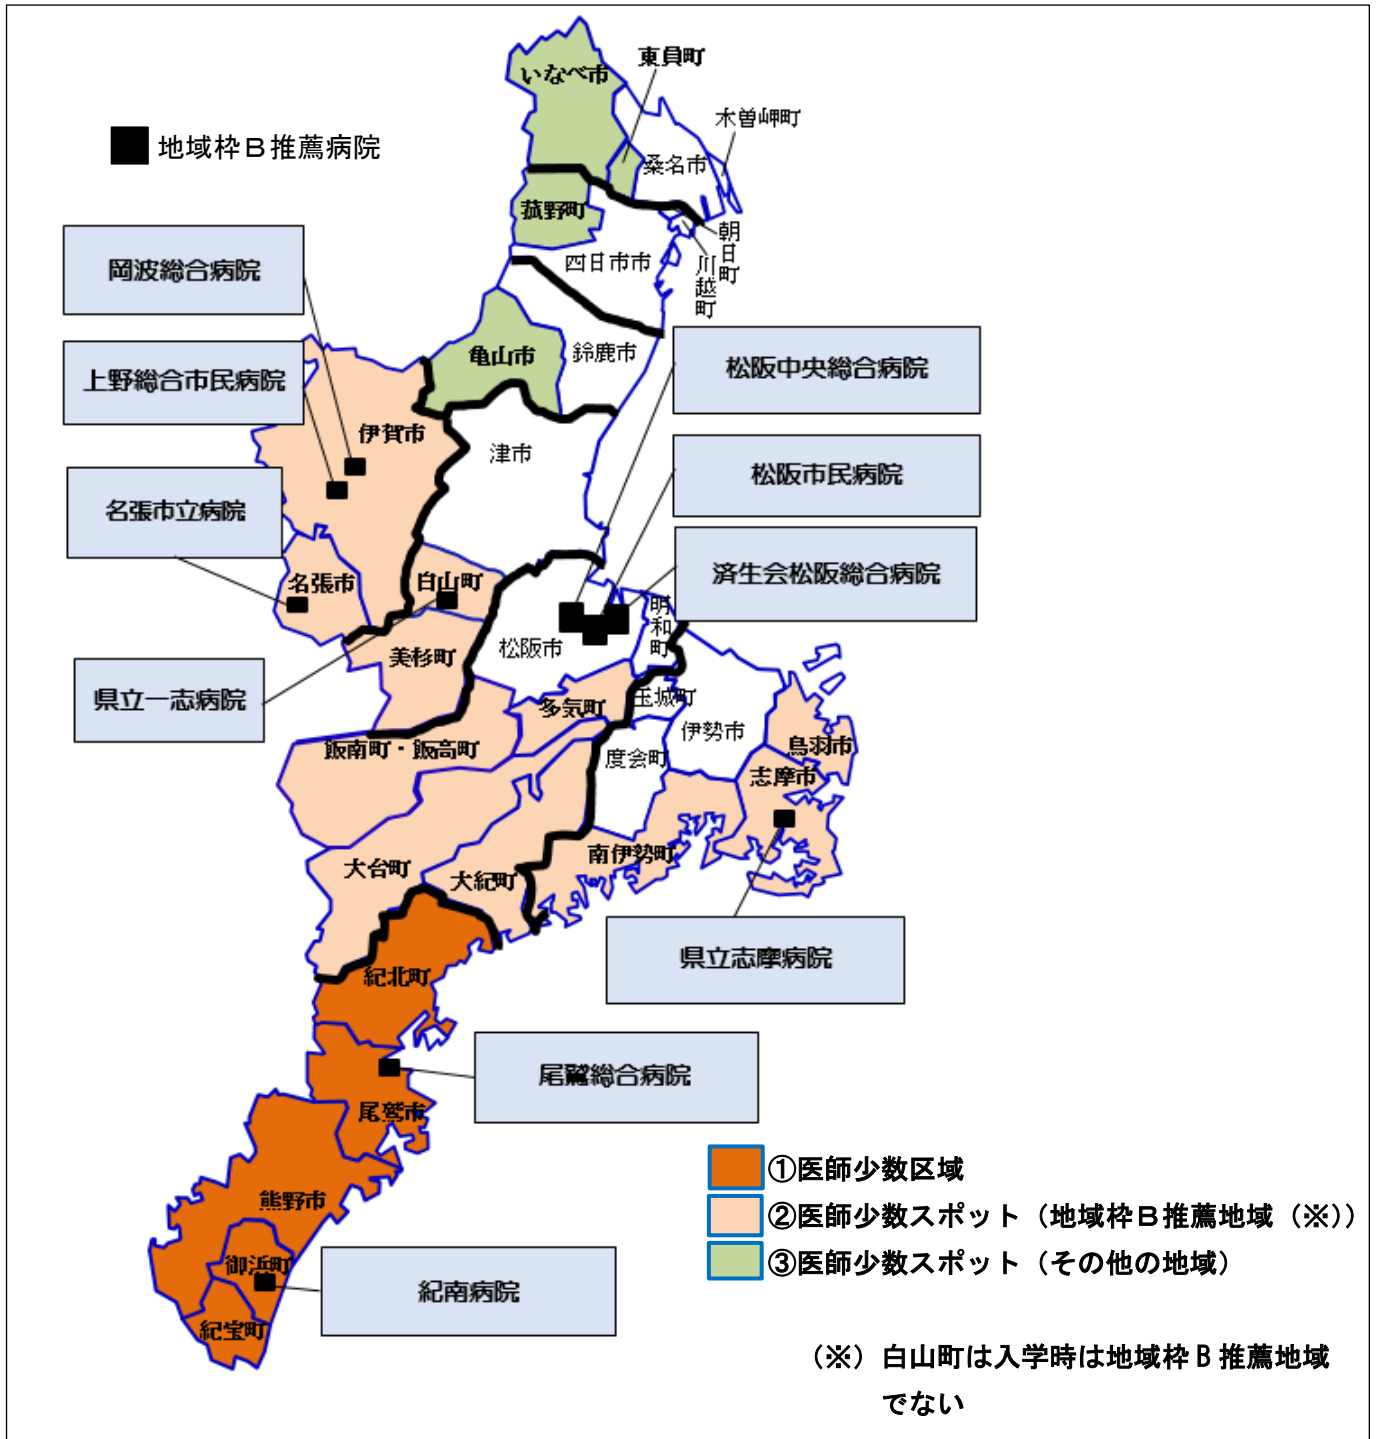 いなべ市
東員町
木曽岬町
桑名市
地域枠B推薦病院
菰野町
朝日町
川越町
四日市市
岡波総合病院
亀山市
鈴鹿市
上野総合市民病院
松阪中央総合病院
伊賀市
津市
松阪市民病院
名張市立病院
済生会松阪総合病院
名張市
白山町
明和町
松阪市
美杉町
県立一志病院
多気町
玉城町
伊勢市
鳥羽市
飯南町・飯高町
度会町
志摩市
南伊勢町
大台町
大紀町
県立志摩病院
紀北町
尾鷲総合病院
尾鷲市
①医師少数区域
熊野市
②医師少数スポット（地域枠B推薦地域（※））
③医師少数スポット（その他の地域）
御浜町
紀南病院
紀宝町
（※）白山町は入学時は地域枠B推薦地域
でない